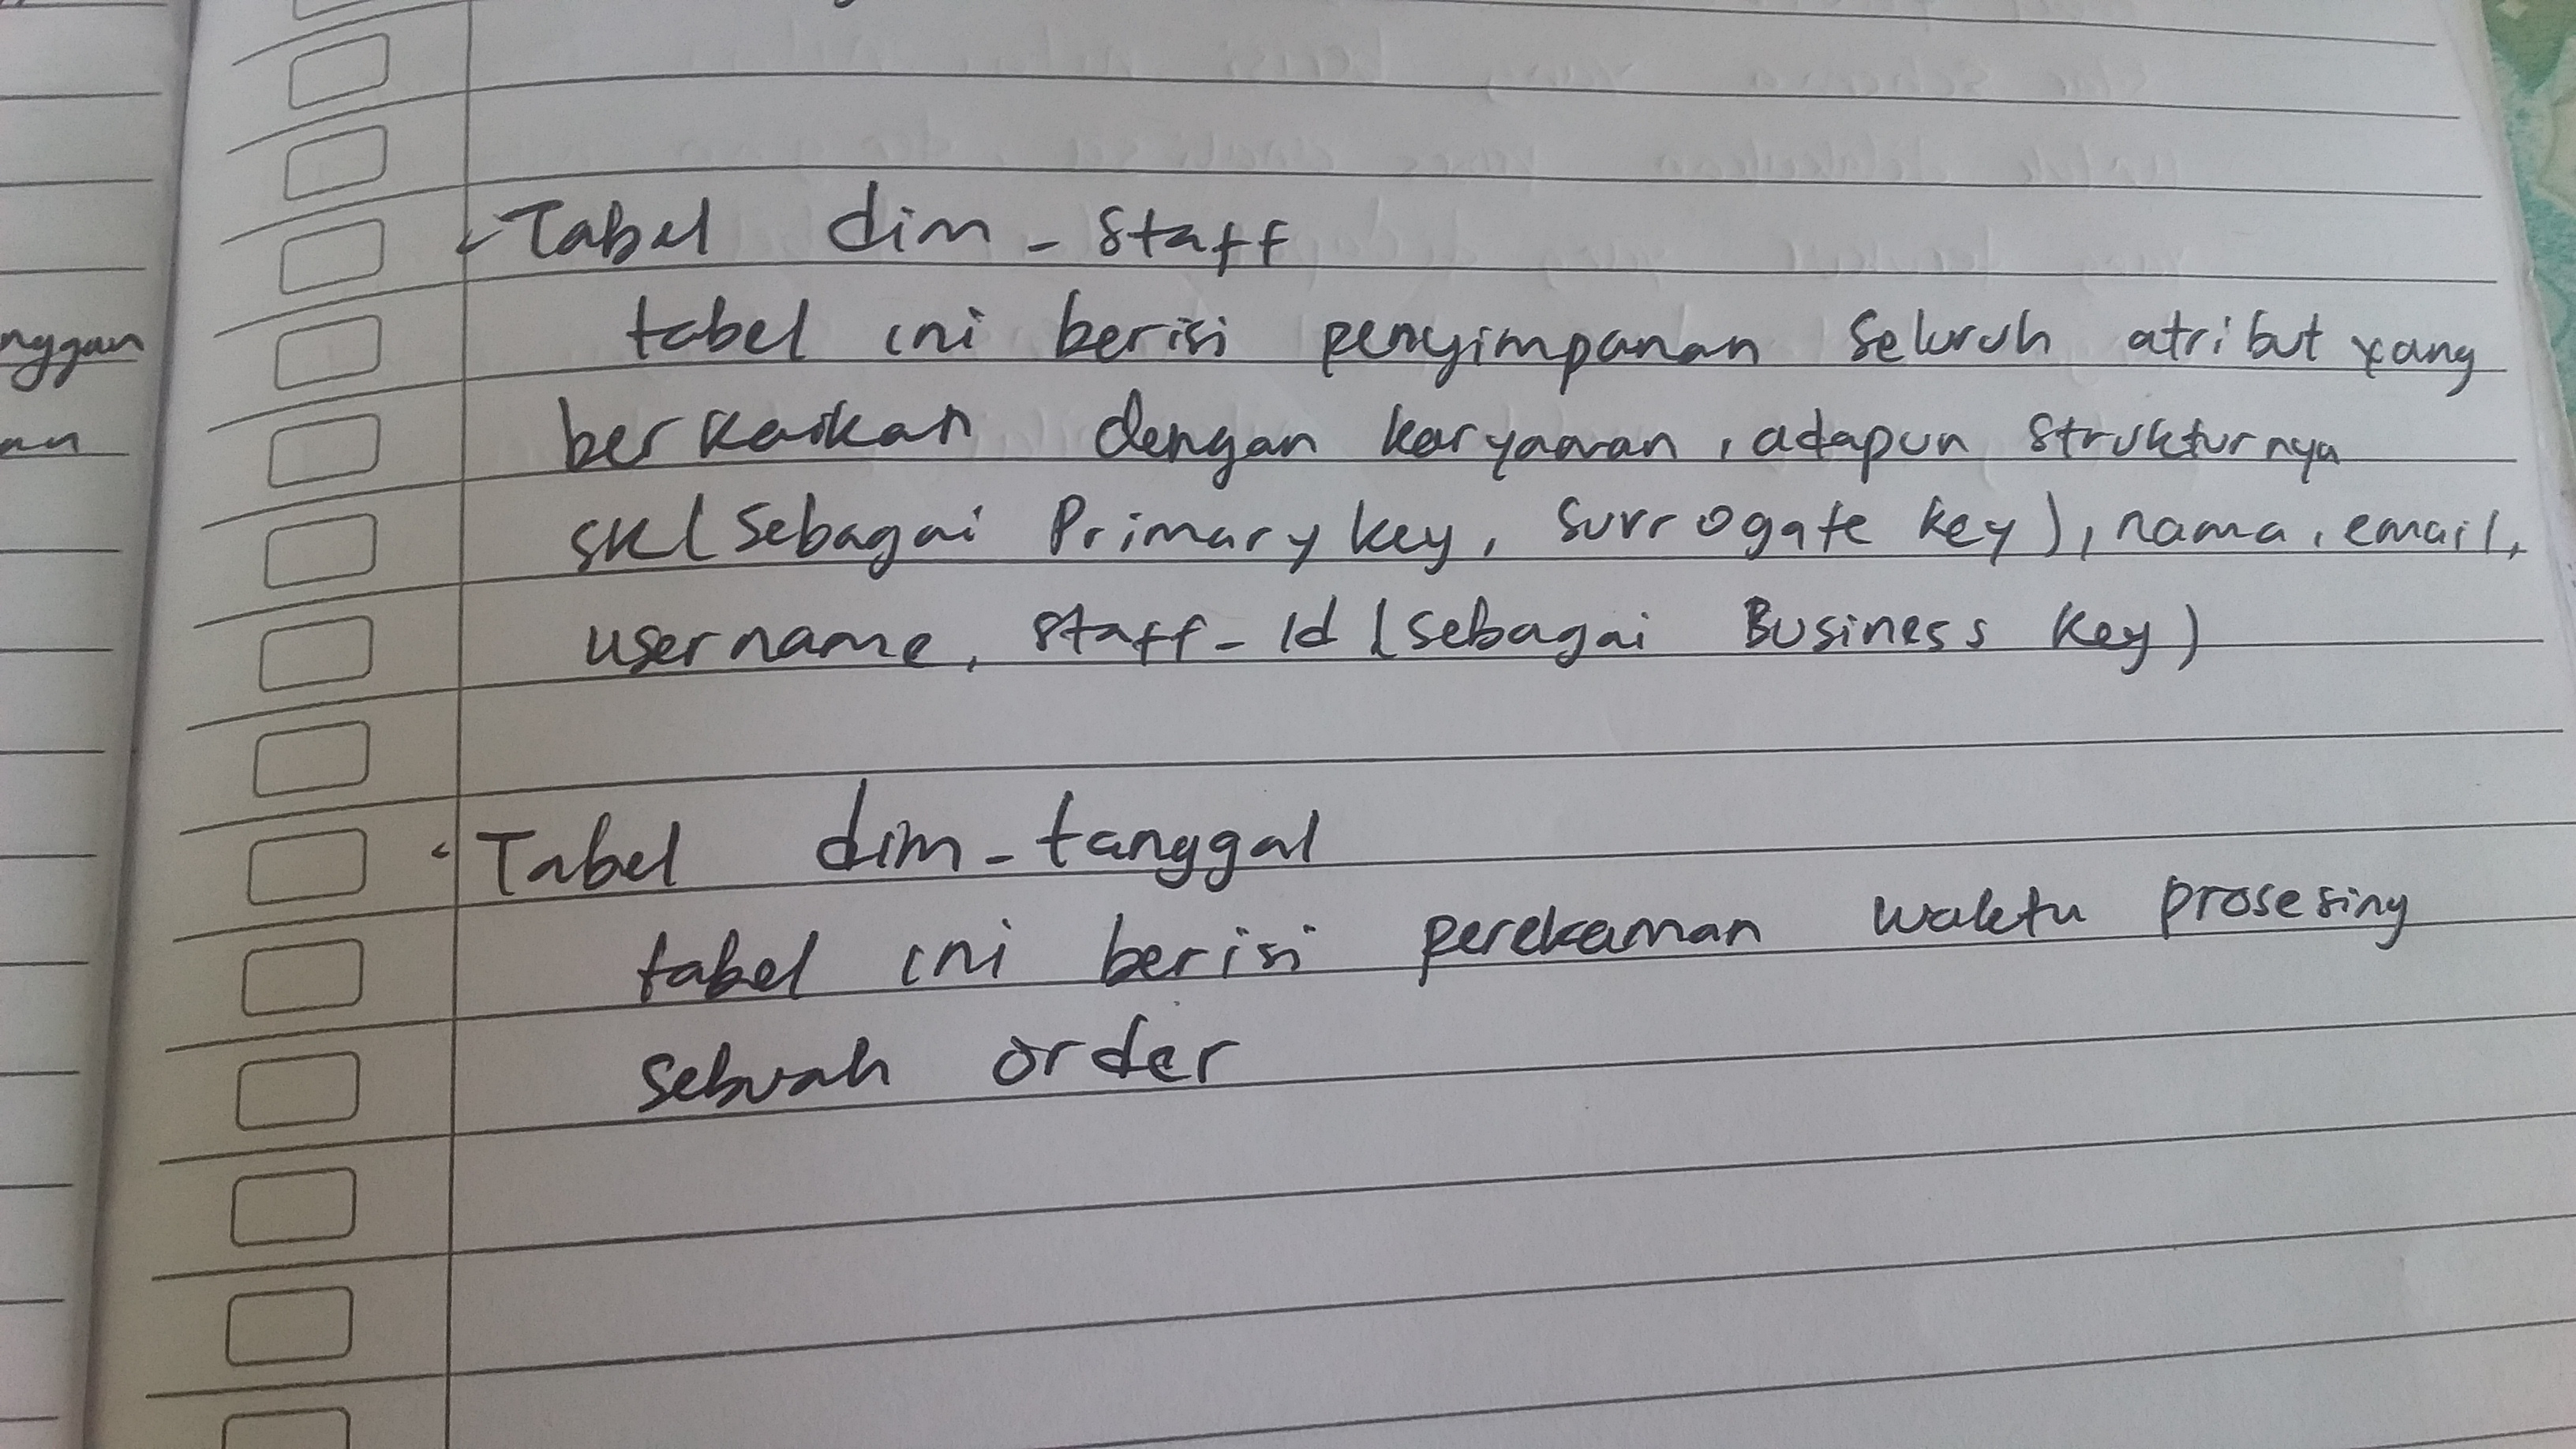 nggan
an
Tabel dim - staff
tabel ini berisi penyimpanan seluruh atribut yang
berkaikan dengan karyawan, adapun strukturnya
sk (sebagai Primary key, surrogate key), nama, email,
username, staff - Id (sebagai Business key)
Tabel dim - tanggal
tabel ini berisi perekaman waktu prosesing
sebuah order